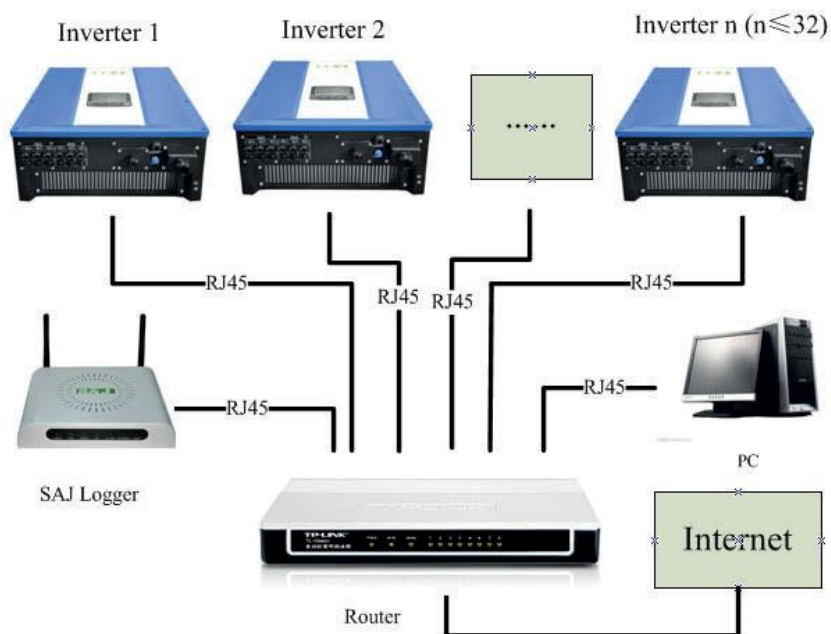 Inverter 1
Inverter 2
Inverter n (n≤32)
.......
RJ45
RJ45
RJ45
RJ45
SAJ
RJ45
RJ45
SAJ Logger
PC
TP-LINK
Internet
Router